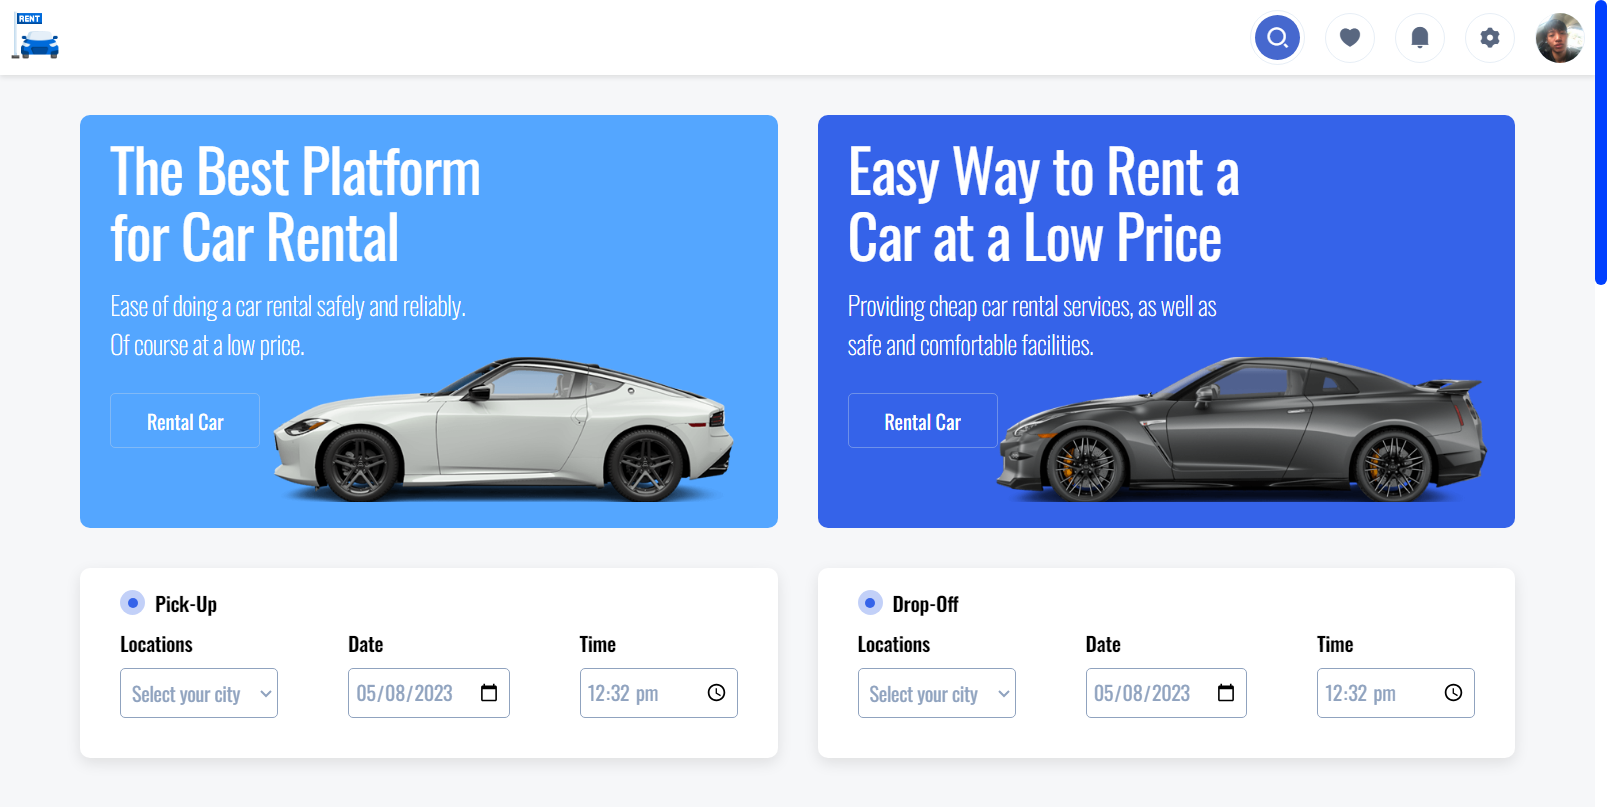 RENT
The Best Platform
for Car Rental
Ease of doing a car rental safely and reliably.
Of course at a low price.
Rental Car
Easy Way to Rent a
Car at a Low Price
Providing cheap car rental services, as well as
safe and comfortable facilities.
Rental Car
Pick-Up
Locations Date Time
Select your city 05/08/2023 12:32 pm
Drop-Off
Locations Date Time
Select your city 05/08/2023 12:32 pm